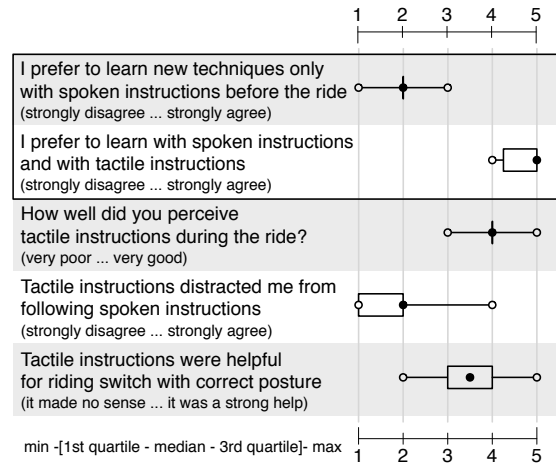 1 2 3 4 5
I prefer to learn new techniques only
with spoken instructions before the ride
(strongly disagree ... strongly agree)
I prefer to learn with spoken instructions
and with tactile instructions
(strongly disagree ... strongly agree)
How well did you perceive
tactile instructions during the ride?
(very poor ... very good)
Tactile instructions distracted me from
following spoken instructions
(strongly disagree ... strongly agree)
Tactile instructions were helpful
for riding switch with correct posture
(it made no sense ... it was a strong help)
min -[1st quartile - median - 3rd quartile]- max
1 2 3 4 5